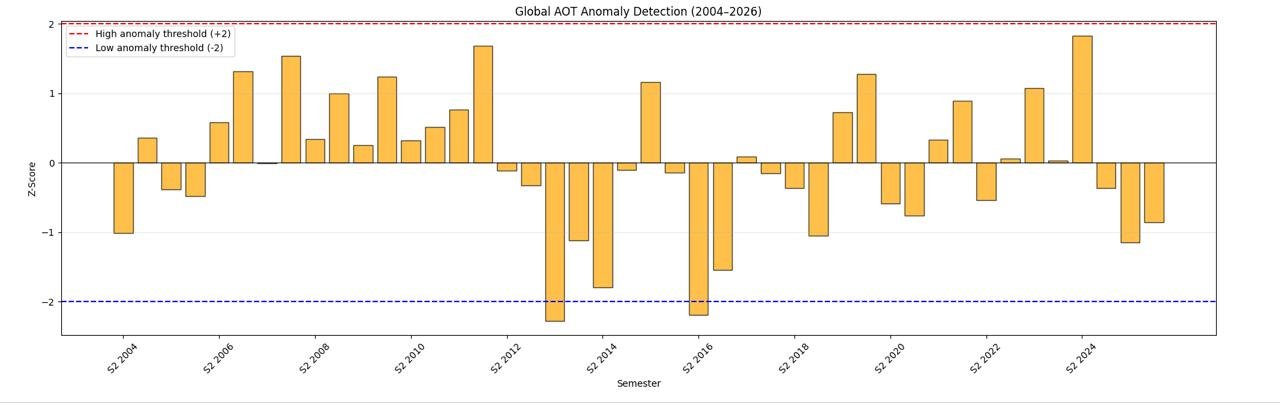 Global AOT Anomaly Detection (2004–2026)
High anomaly threshold (+2)
Low anomaly threshold (-2)
2
1
0
−1
−2
Z-Score
S2 2004
S2 2006
S2 2008
S2 2010
S2 2012
S2 2014
S2 2016
S2 2018
S2 2020
S2 2022
S2 2024
Semester